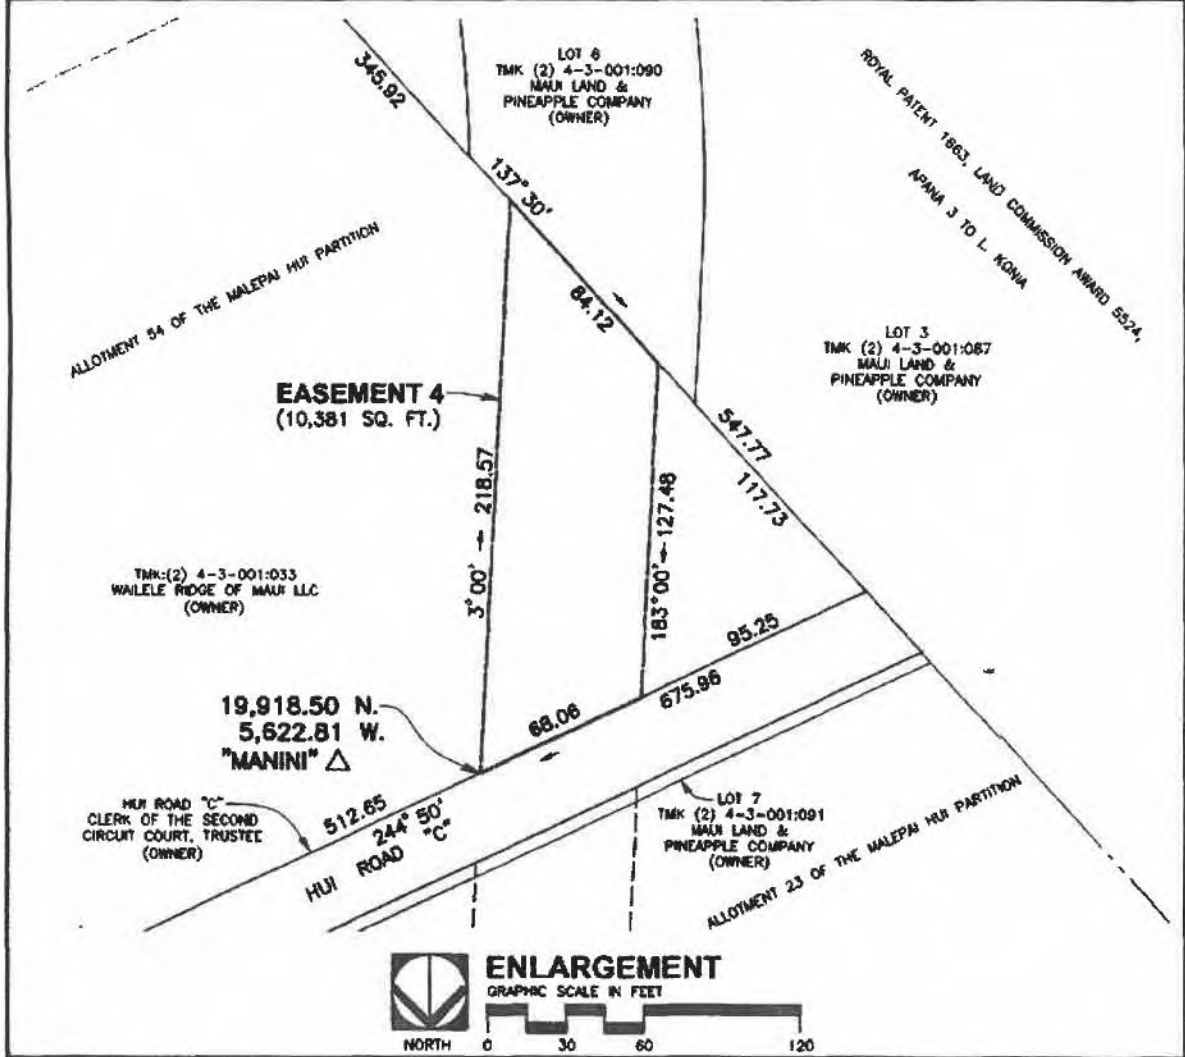 345.92
LOT 6
TMK (2) 4-3-001:090
MAUI LAND &
PINEAPPLE COMPANY
(OWNER)
ROYAL PATENT 1663, LAND COMMISSION AWARD 5524,
APANA 3 TO L. KONIA
137° 30'
ALLOTMENT 54 OF THE MALEPAI HUI PARTITION
84.12
LOT 3
TMK (2) 4-3-001:087
MAUI LAND &
PINEAPPLE COMPANY
(OWNER)
EASEMENT 4
(10,381 SQ. FT.)
547.77
117.73
3°00' 218.57
183°00' 127.48
TMK:(2) 4-3-001:033
WAILELE RIDGE OF MAUI LLC
(OWNER)
95.25
675.96
68.06
19,918.50 N.
5,622.81 W.
"MANINI"
HUI ROAD "C"
CLERK OF THE SECOND
CIRCUIT COURT, TRUSTEE
(OWNER)
512.65
244° 50'
HUI ROAD "C"
LOT 7
TMK (2) 4-3-001:091
MAUI LAND &
PINEAPPLE COMPANY
(OWNER)
ALLOTMENT 23 OF THE MALEPAI HUI PARTITION
ENLARGEMENT
GRAPHIC SCALE IN FEET
NORTH
0 30 60 120